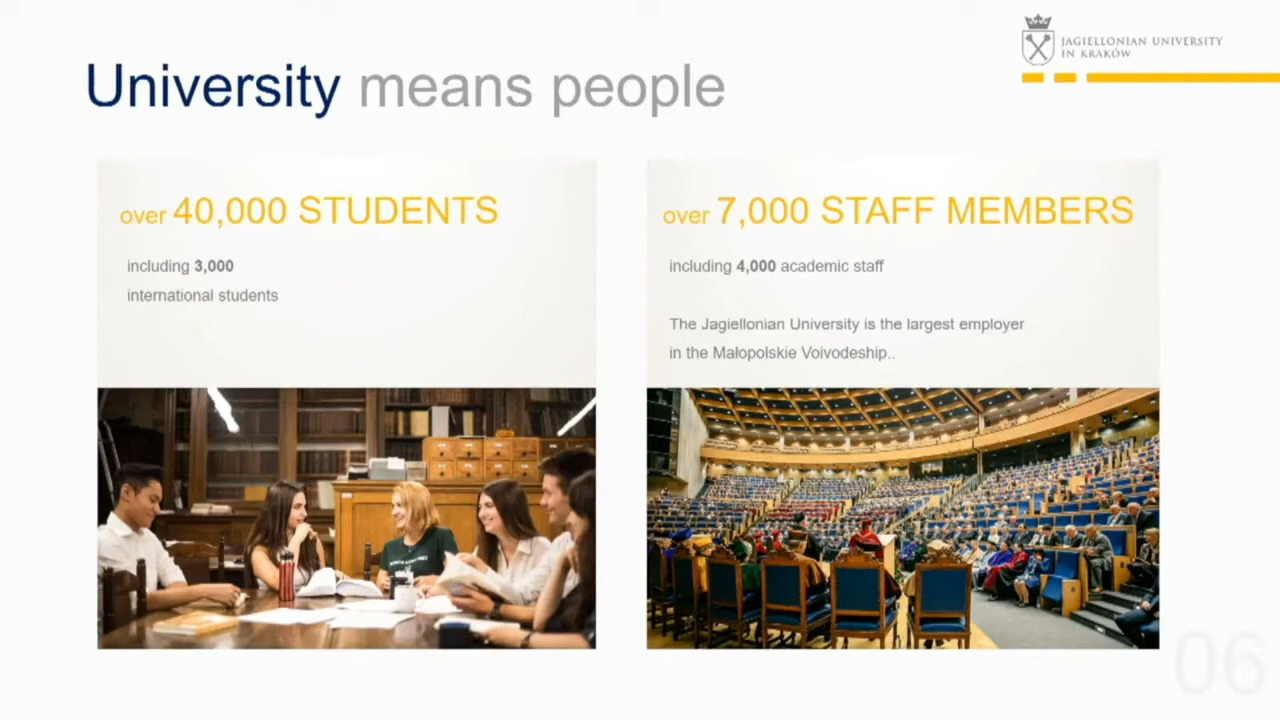 JAGIELLONIAN UNIVERSITY
IN KRAKÓW
University means people
over 40,000 STUDENTS
including 3,000
international students
over 7,000 STAFF MEMBERS
including 4,000 academic staff
The Jagiellonian University is the largest employer
in the Małopolskie Voivodeship..
06